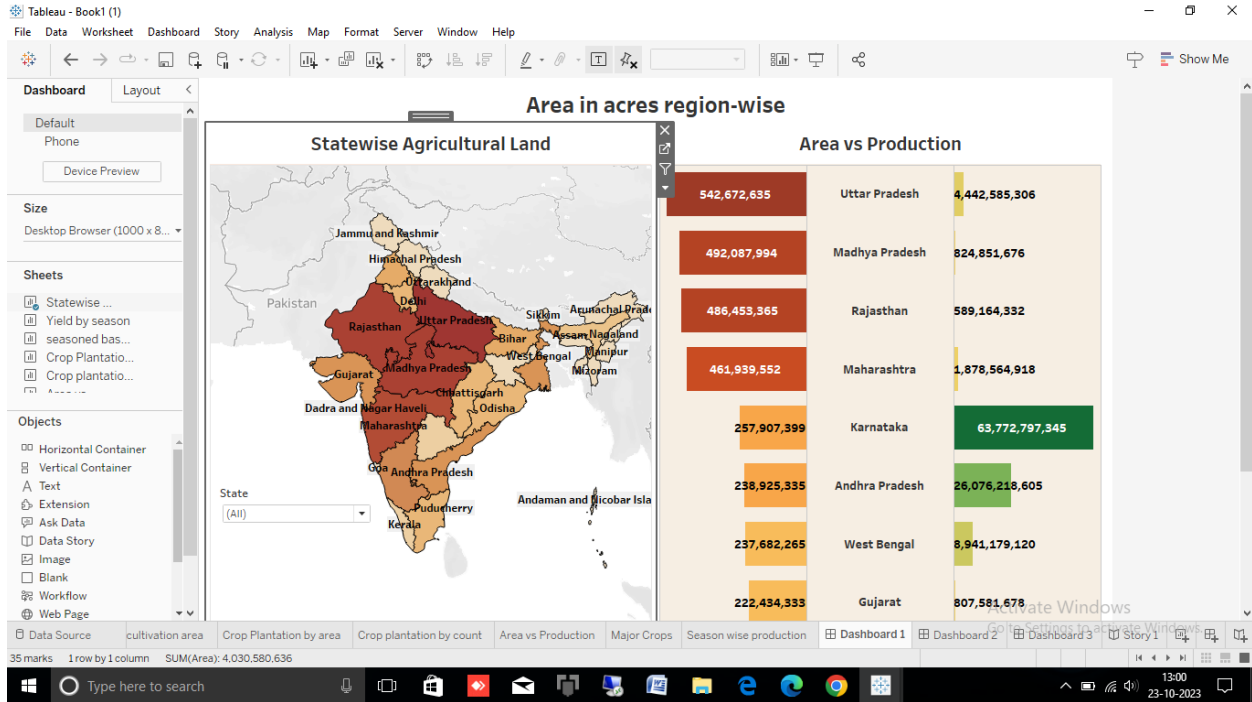 Tableau - Book1 (1)
File Data Worksheet Dashboard Story Analysis Map Format Server Window Help
Show Me
Dashboard Layout
Default
Phone
Device Preview
Size
Desktop Browser (1000 x 8...
Sheets
Statewise ...
Yield by season
seasoned bas...
Crop Plantatio...
Crop plantatio...
Objects
Horizontal Container
Vertical Container
Text
Extension
Ask Data
Data Story
Image
Blank
Workflow
Web Page
Area in acres region-wise
Statewise Agricultural Land
Jammu and Kashmir
Himachal Pradesh
Uttarakhand
Pakistan
Delhi
Sikkim
Arunachal Prade
Rajasthan
Uttar Pradesh
Bihar
Assam
Nagaland
West Bengal
Manipur
Gujarat
Madhya Pradesh
Mizoram
Chhattisgarh
Dadra and Nagar Haveli
Odisha
Maharashtra
Goa
Andhra Pradesh
State
(All)
Andaman and Nicobar Isla
Puducherry
Kerala
Area vs Production
542,672,635 Uttar Pradesh 4,442,585,306
492,087,994 Madhya Pradesh 824,851,676
486,453,365 Rajasthan 589,164,332
461,939,552 Maharashtra 1,878,564,918
257,907,399 Karnataka 63,772,797,345
238,925,335 Andhra Pradesh 26,076,218,605
237,682,265 West Bengal 8,941,179,120
222,434,333 Gujarat 807,581,678
Activate Windows
Go to Settings to activate Windows.
Data Source cultivation area Crop Plantation by area Crop plantation by count Area vs Production Major Crops Season wise production Dashboard 1 Dashboard 2 Dashboard 3 Story 1
35 marks 1 row by 1 column SUM(Area): 4,030,580,636
Type here to search
13:00
23-10-2023